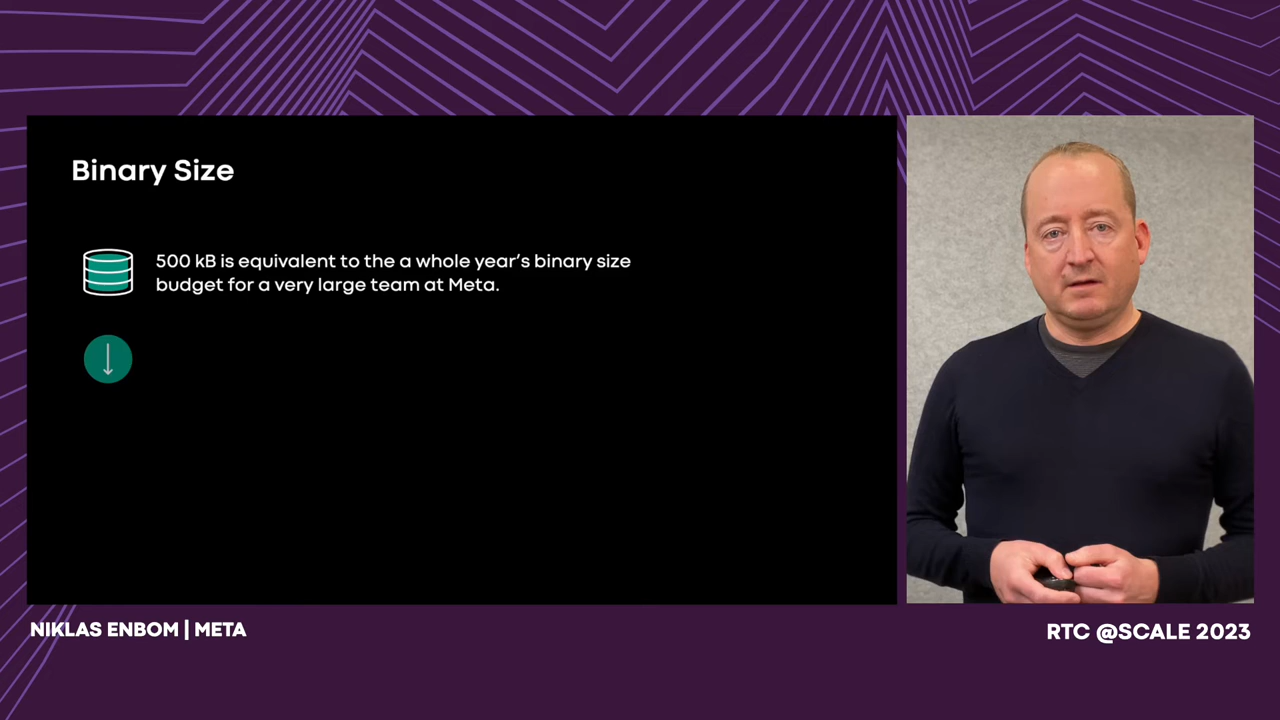 Binary Size
500 kB is equivalent to the a whole year's binary size
budget for a very large team at Meta.
NIKLAS ENBOM | META
RTC @SCALE 2023